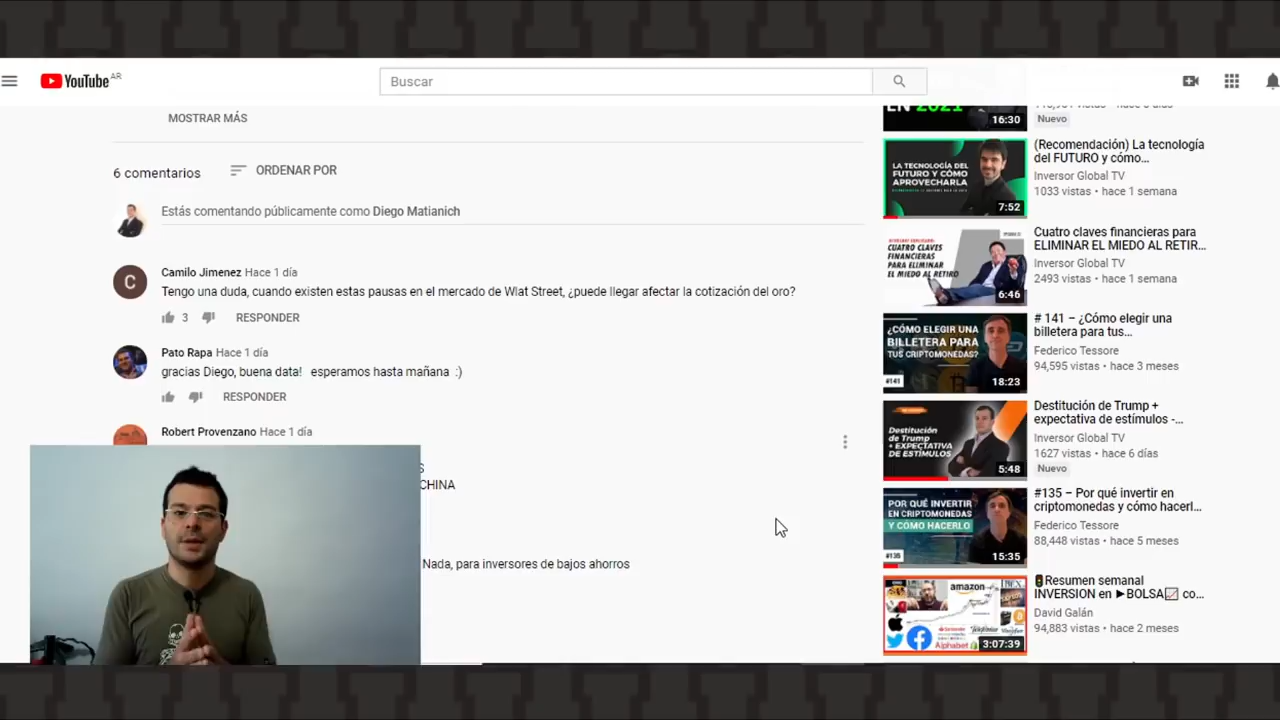 YouTube AR
Buscar
MOSTRAR MÁS
6 comentarios
ORDENAR POR
Estás comentando públicamente como Diego Matianich
C
Camilo Jimenez Hace 1 día
Tengo una duda, cuando existen estas pausas en el mercado de Wlat Street, ¿puede llegar afectar la cotización del oro?
3
RESPONDER
Pato Rapa Hace 1 día
gracias Diego, buena data! esperamos hasta mañana :)
RESPONDER
Robert Provenzano Hace 1 día
S
CHINA
Nada, para inversores de bajos ahorros
EN 2021
16:30
Nuevo
LA TECNOLOGÍA DEL
FUTURO Y CÓMO
APROVECHARLA
7:52
(Recomendación) La tecnología
del FUTURO y cómo...
Inversor Global TV
1033 vistas • hace 1 semana
CUATRO CLAVES
FINANCIERAS
PARA ELIMINAR
EL MIEDO AL RETIRO
6:46
Cuatro claves financieras para
ELIMINAR EL MIEDO AL RETIR...
Inversor Global TV
2493 vistas • hace 1 semana
¿CÓMO ELEGIR UNA
BILLETERA PARA
TUS CRIPTOMONEDAS?
#141
18:23
# 141 – ¿Cómo elegir una
billetera para tus...
Federico Tessore
94,595 vistas • hace 3 meses
Destitución
de Trump
+ EXPECTATIVA
DE ESTÍMULOS
5:48
Destitución de Trump +
expectativa de estímulos -...
Inversor Global TV
1627 vistas • hace 6 días
Nuevo
POR QUÉ INVERTIR
EN CRIPTOMONEDAS
Y CÓMO HACERLO
#135
15:35
#135 – Por qué invertir en
criptomonedas y cómo hacerl...
Federico Tessore
88,448 vistas • hace 5 meses
amazon
Alphabet
3:07:39
Resumen semanal
INVERSION en ►BOLSA co...
David Galán
94,883 vistas • hace 2 meses